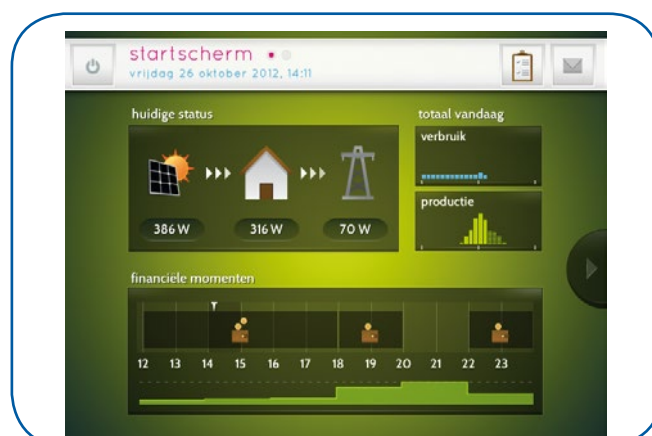 startscherm
vrijdag 26 oktober 2012, 14:11
huidige status
totaal vandaag
verbruik
productie
386 W
316 W
70 W
financiële momenten
12 13 14 15 16 17 18 19 20 21 22 23